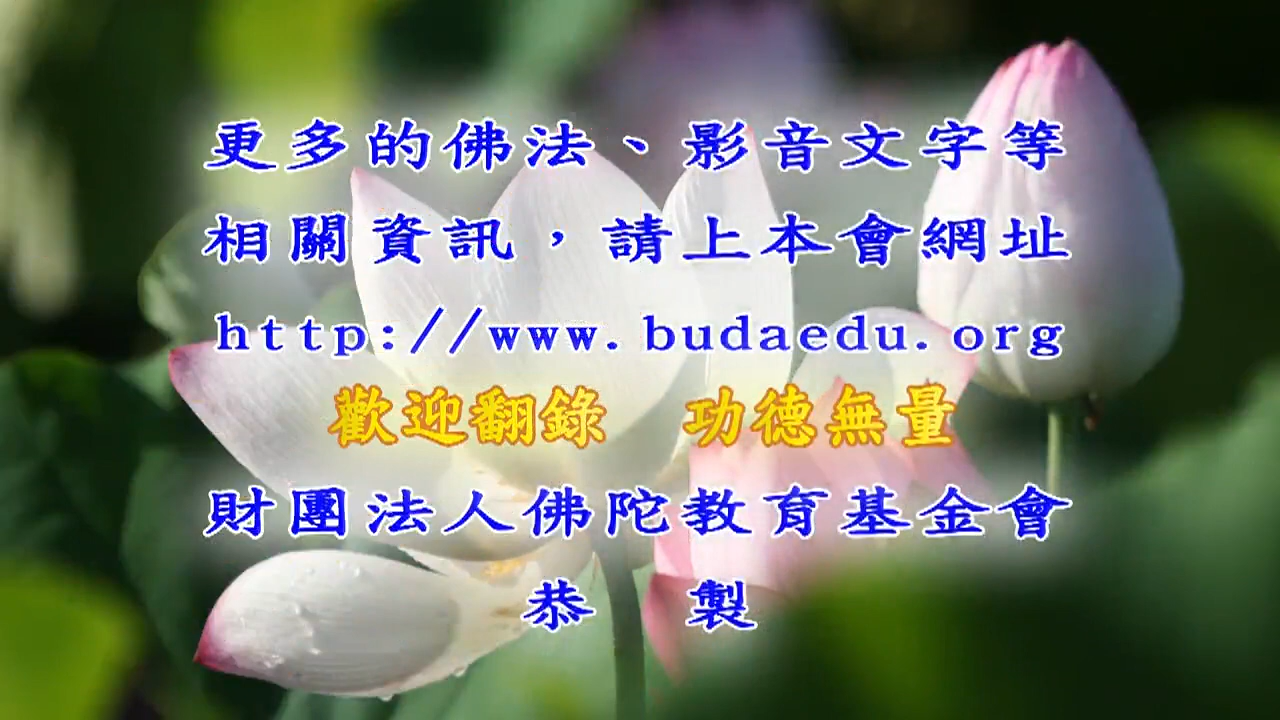 更多的佛法、影音文字等
相關資訊，請上本會網址
http://www.budaedu.org
歡迎翻錄　功德無量
財團法人佛陀教育基金會
恭　製